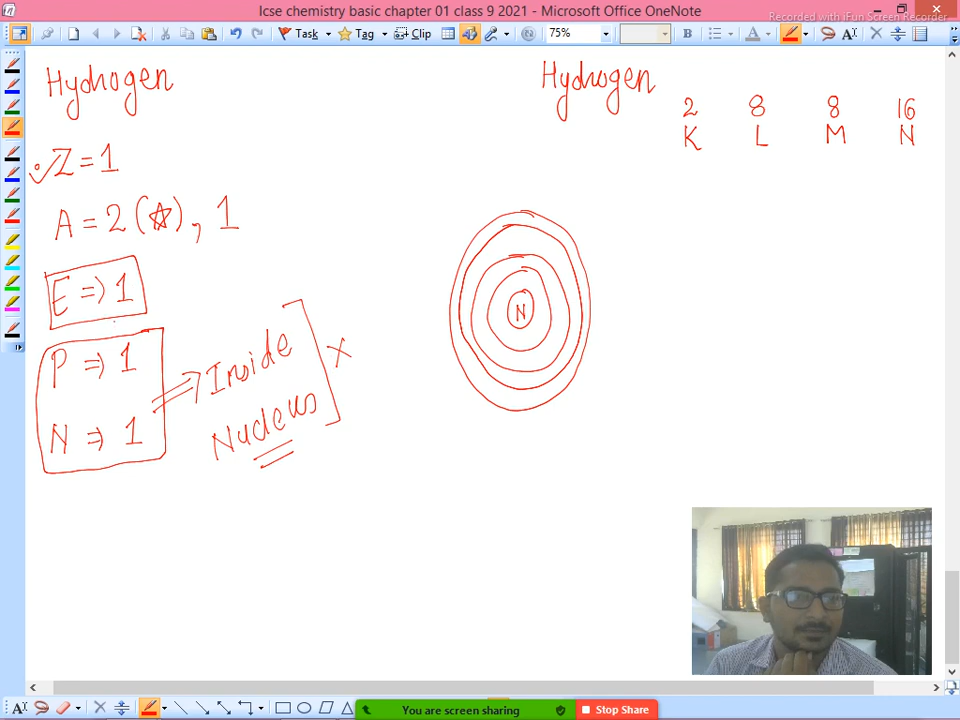 Icse chemistry basic chapter 01 class 9 2021 - Microsoft Office OneNote
Recorded with iFun Screen Recorder
Task
Tag
Clip
75%
B
A
Hydrogen
Z = 1
A = 2 (☆), 1
E => 1
P => 1
N => 1
Inside
Nucleus
X
Hydrogen
2 8 8 16
K L M N
N
You are screen sharing
Stop Share